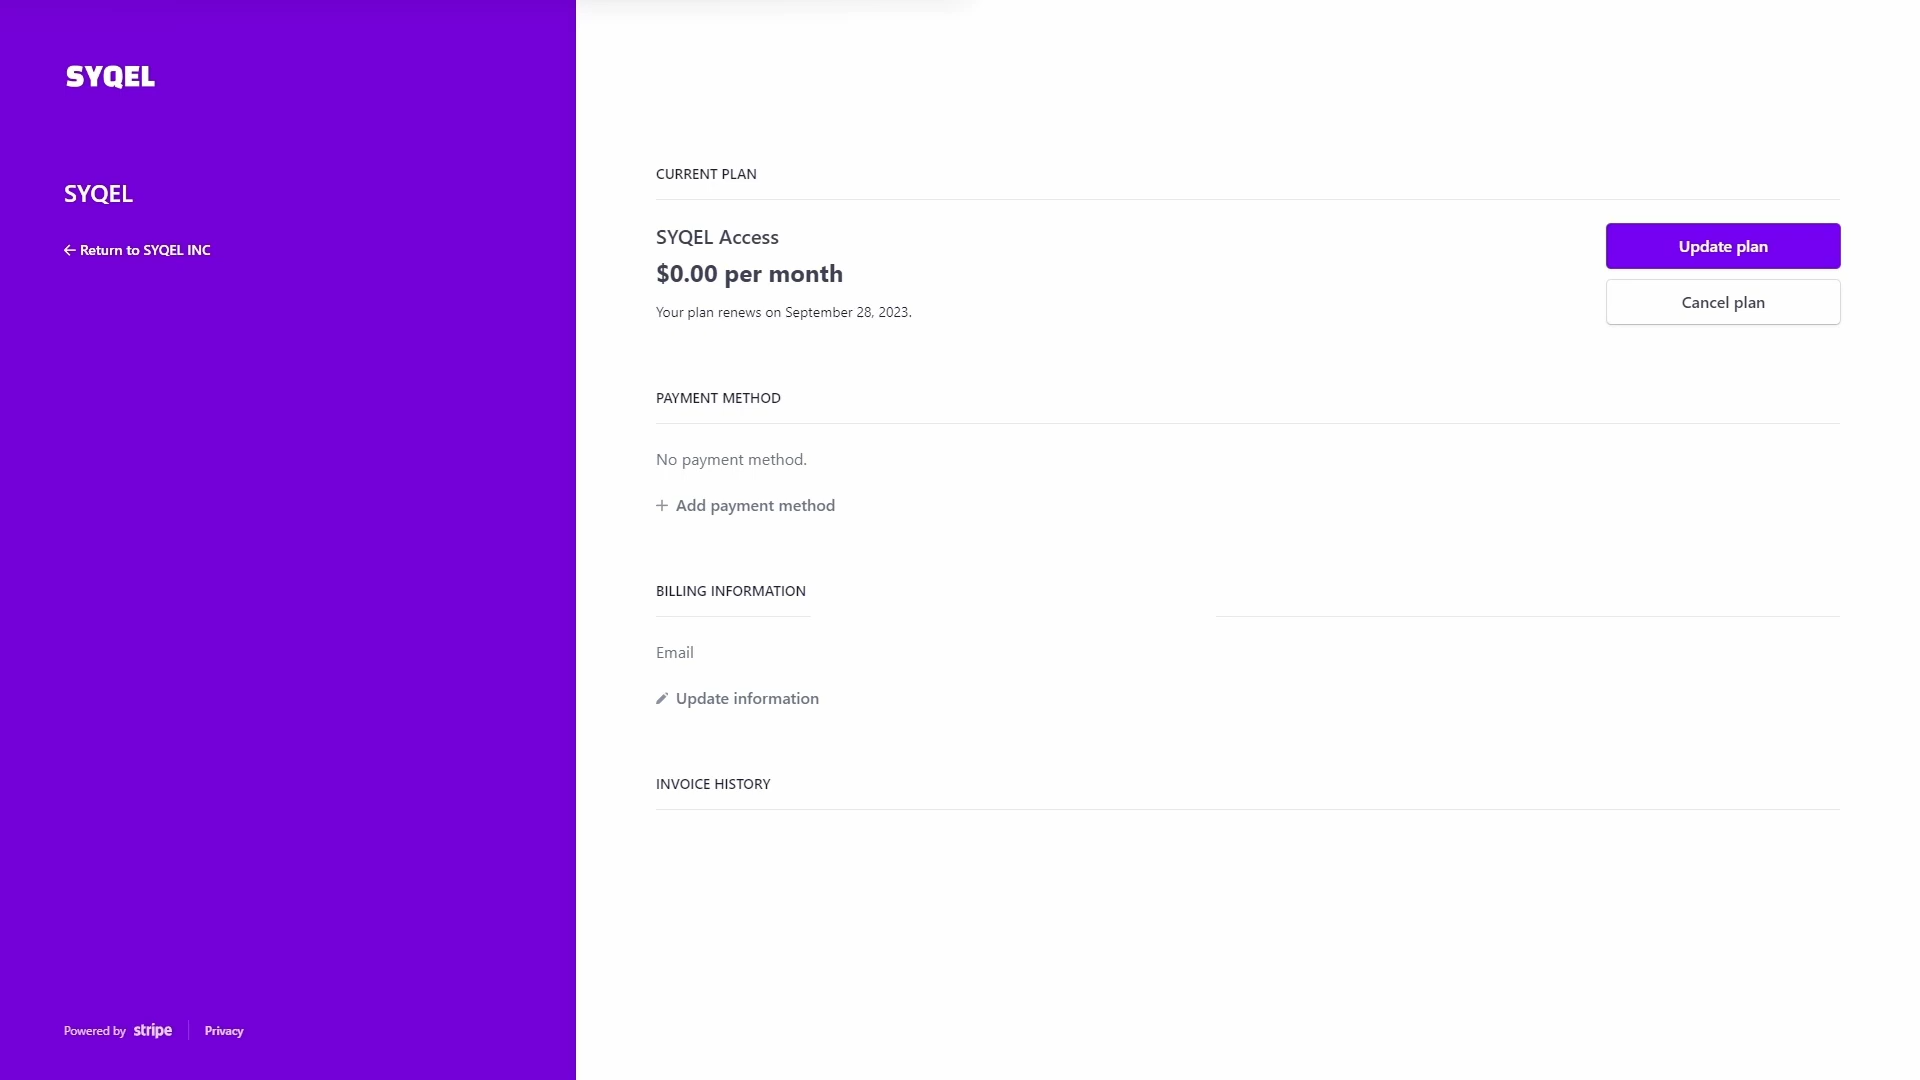 SYQEL
SYQEL
Return to SYQEL INC
CURRENT PLAN
SYQEL Access
$0.00 per month
Your plan renews on September 28, 2023.
Update plan
Cancel plan
PAYMENT METHOD
No payment method.
Add payment method
BILLING INFORMATION
Email
Update information
INVOICE HISTORY
Powered by stripe
Privacy